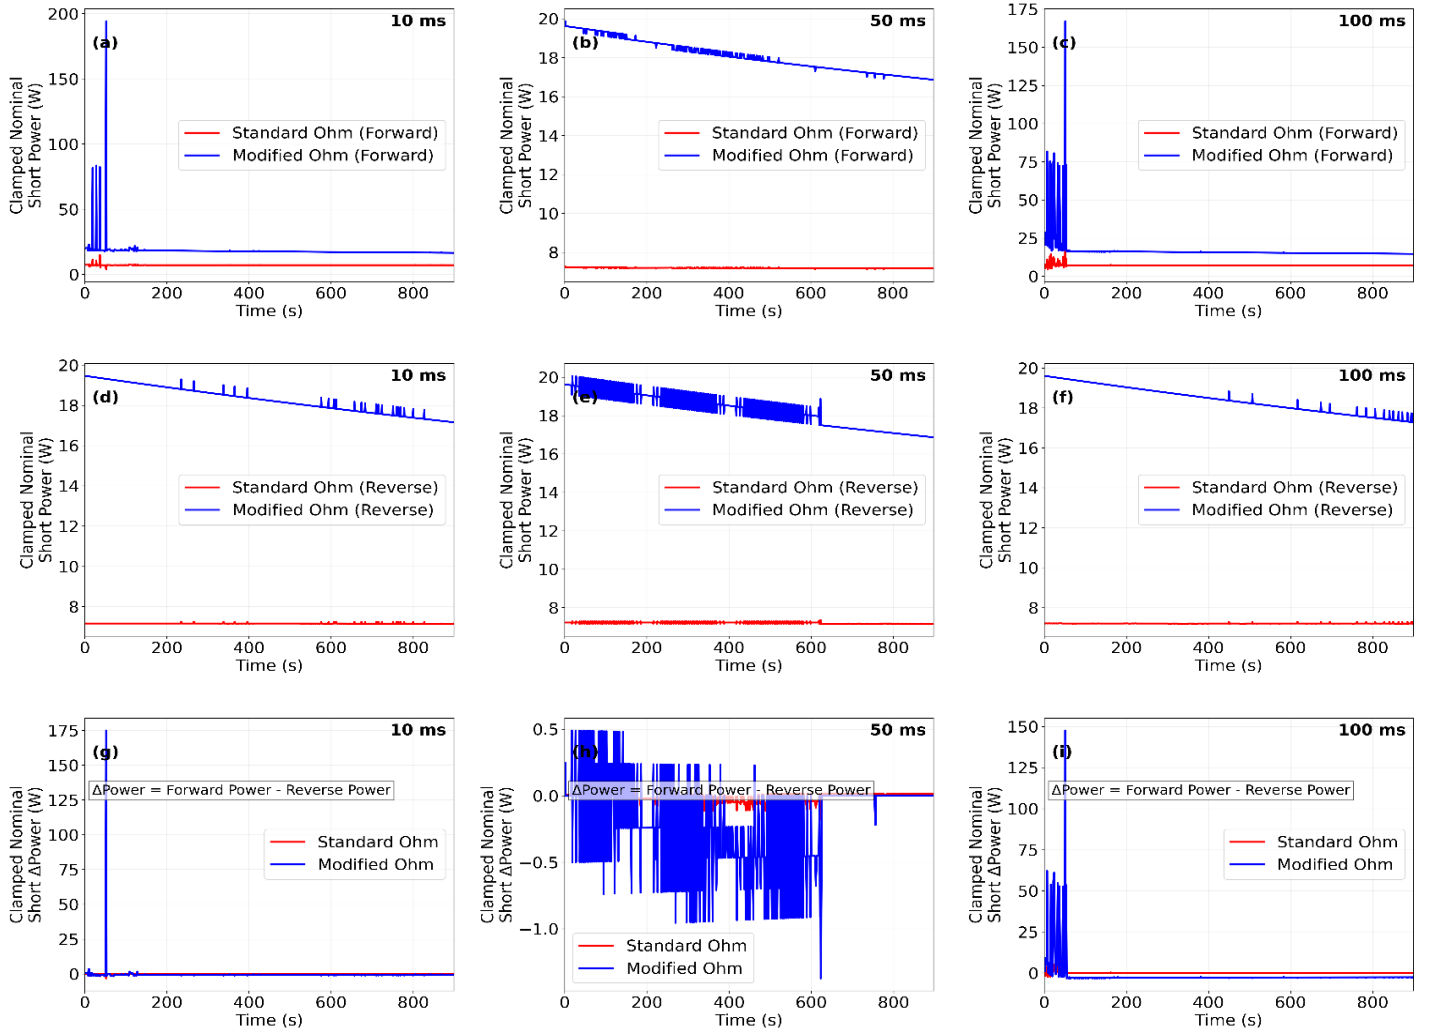 10 ms
(a)
Clamped Nominal
Short Power (W)
200
150
100
50
0
Standard Ohm (Forward)
Modified Ohm (Forward)
0 200 400 600 800
Time (s)
50 ms
(b)
Clamped Nominal
Short Power (W)
20
18
16
14
12
10
8
Standard Ohm (Forward)
Modified Ohm (Forward)
0 200 400 600 800
Time (s)
100 ms
(c)
Clamped Nominal
Short Power (W)
175
150
125
100
75
50
25
0
Standard Ohm (Forward)
Modified Ohm (Forward)
0 200 400 600 800
Time (s)
10 ms
(d)
Clamped Nominal
Short Power (W)
20
18
16
14
12
10
8
Standard Ohm (Reverse)
Modified Ohm (Reverse)
0 200 400 600 800
Time (s)
50 ms
(e)
Clamped Nominal
Short Power (W)
20
18
16
14
12
10
8
Standard Ohm (Reverse)
Modified Ohm (Reverse)
0 200 400 600 800
Time (s)
100 ms
(f)
Clamped Nominal
Short Power (W)
20
18
16
14
12
10
8
Standard Ohm (Reverse)
Modified Ohm (Reverse)
0 200 400 600 800
Time (s)
10 ms
(g)
Clamped Nominal
Short ΔPower (W)
175
150
125
100
75
50
25
0
ΔPower = Forward Power - Reverse Power
Standard Ohm
Modified Ohm
0 200 400 600 800
Time (s)
50 ms
(h)
Clamped Nominal
Short ΔPower (W)
0.5
0.0
−0.5
−1.0
ΔPower = Forward Power - Reverse Power
Standard Ohm
Modified Ohm
0 200 400 600 800
Time (s)
100 ms
(i)
Clamped Nominal
Short ΔPower (W)
150
125
100
75
50
25
0
ΔPower = Forward Power - Reverse Power
Standard Ohm
Modified Ohm
0 200 400 600 800
Time (s)